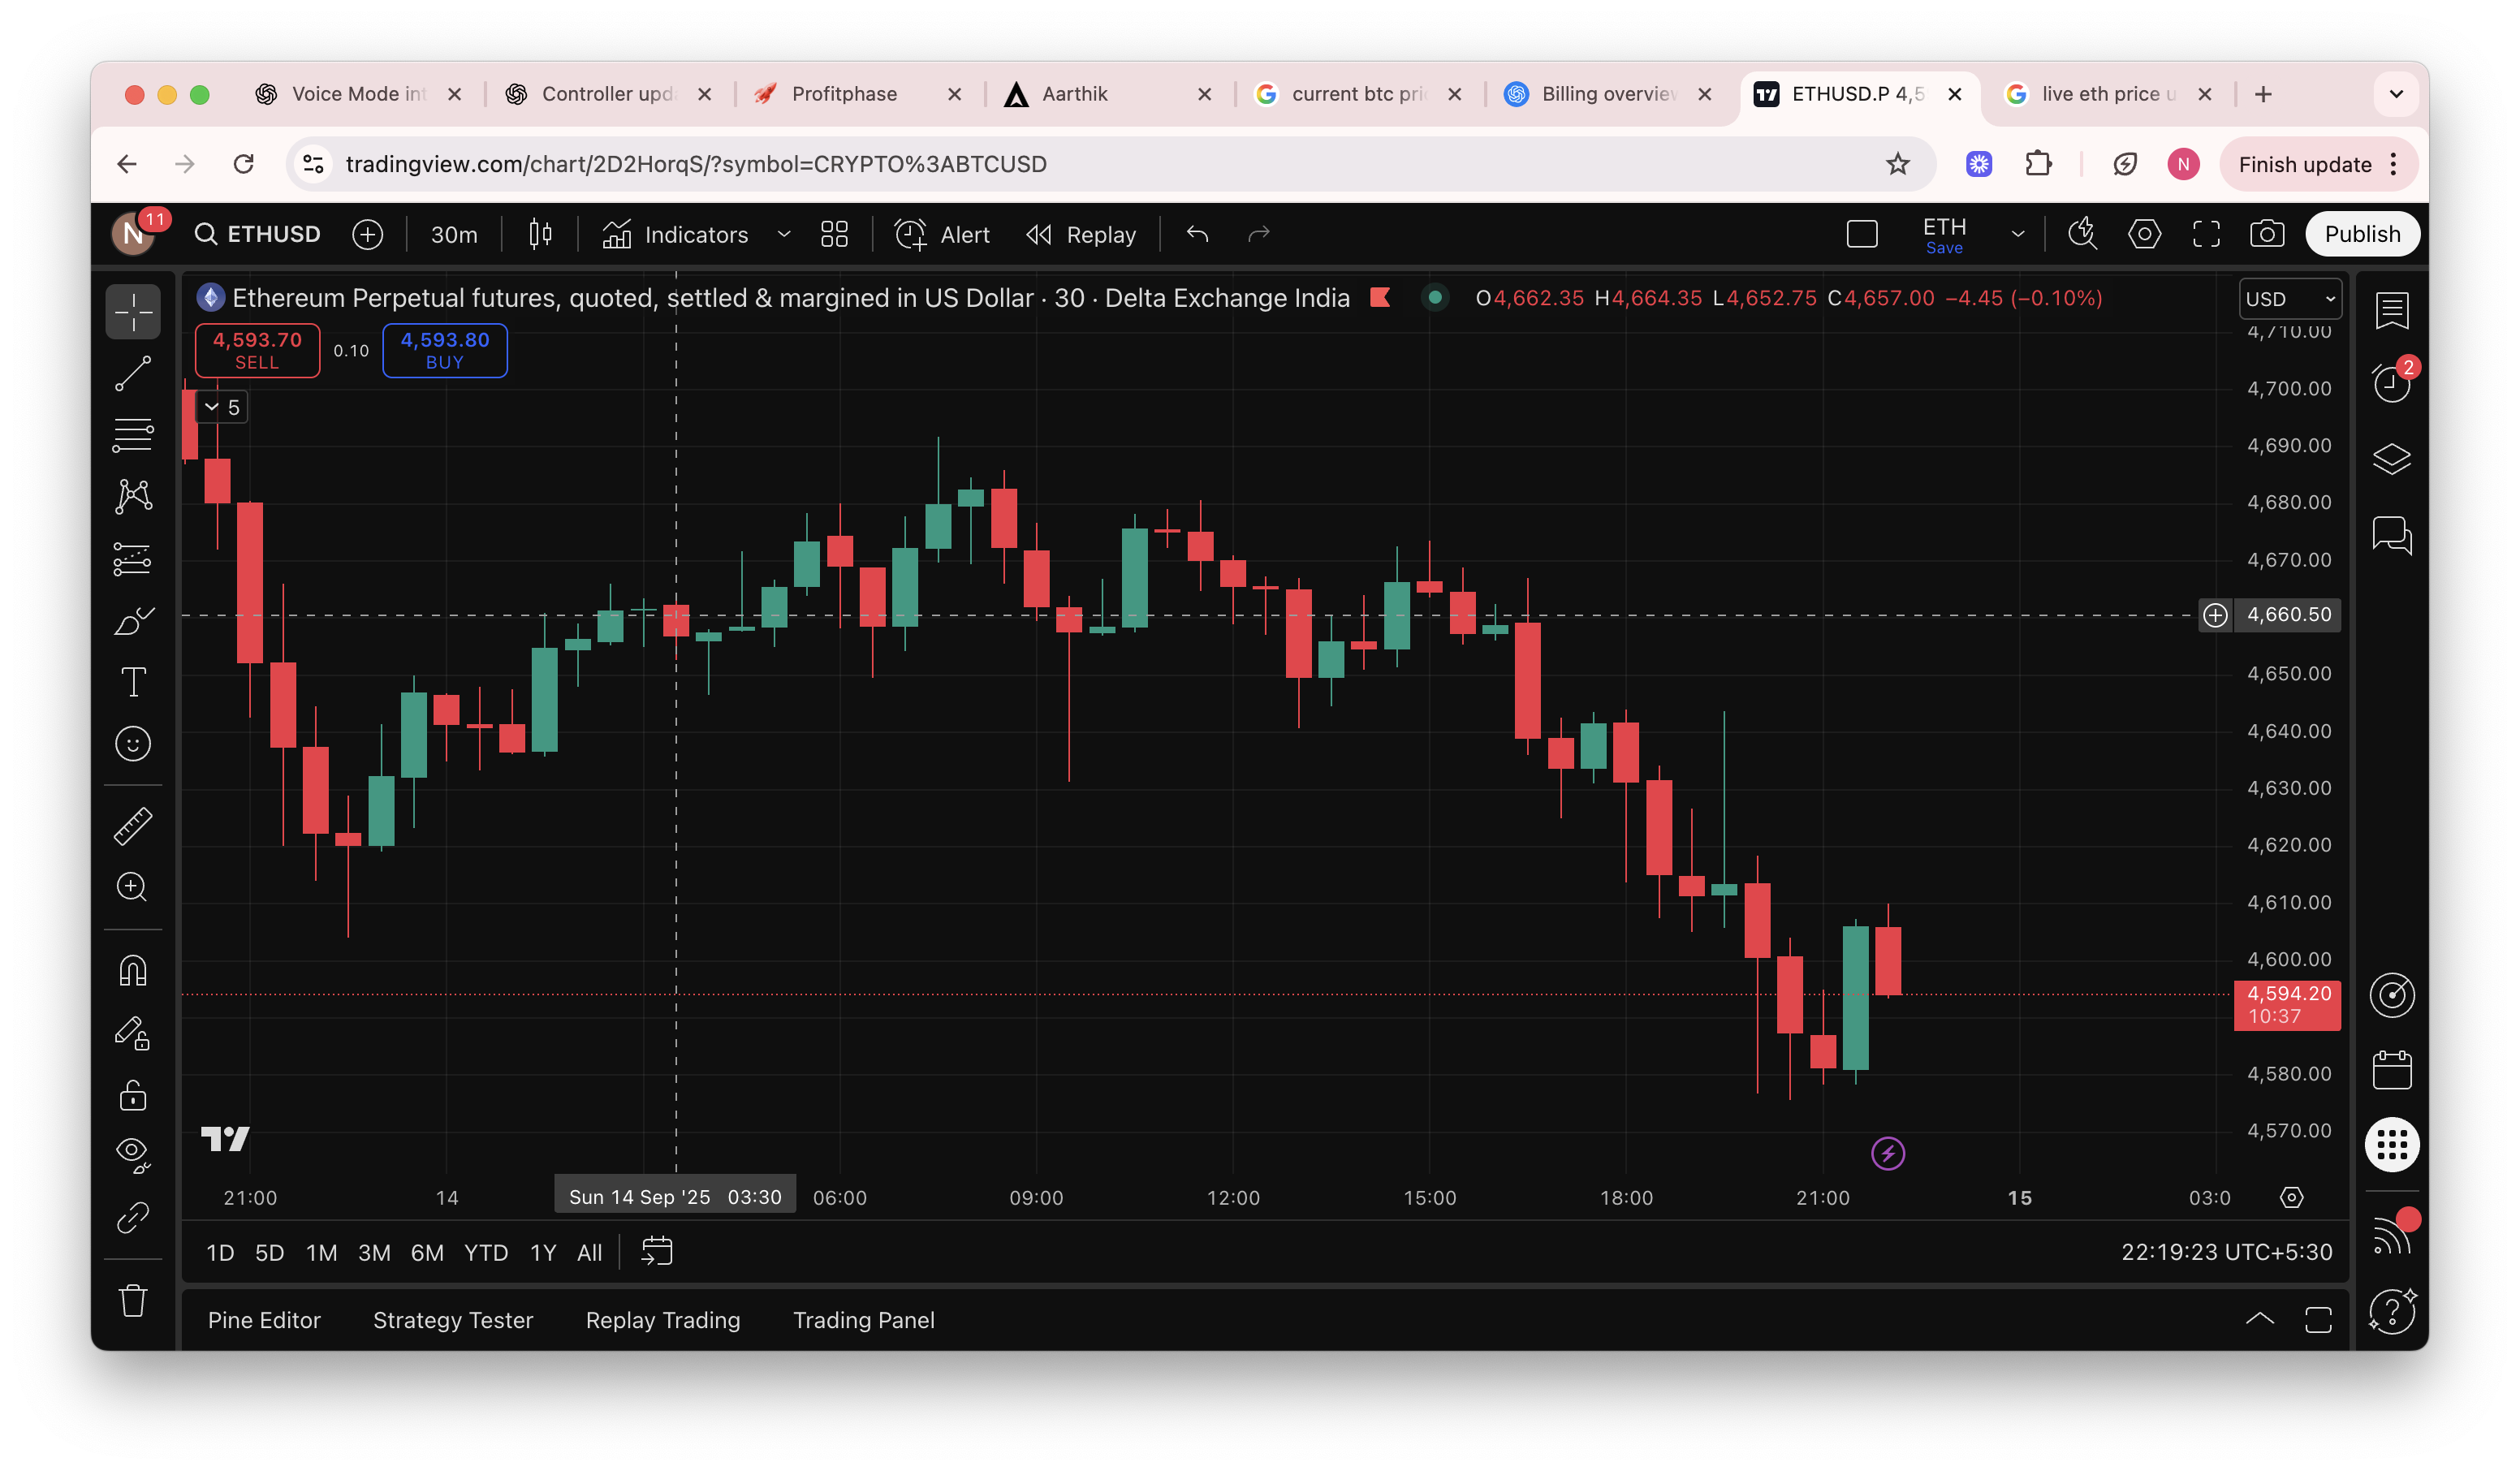 Voice Mode int
Controller upda
Profitphase
Aarthik
current btc pri
Billing overview
ETHUSD.P 4,5
live eth price u
tradingview.com/chart/2D2HorqS/?symbol=CRYPTO%3ABTCUSD
N
Finish update
N
11
ETHUSD
30m
Indicators
Alert
Replay
ETH
Save
Publish
Ethereum Perpetual futures, quoted, settled & margined in US Dollar · 30 · Delta Exchange India
O4,662.35 H4,664.35 L4,652.75 C4,657.00 −4.45 (−0.10%)
USD
4,593.70
SELL
0.10
4,593.80
BUY
5
2
4,710.00
4,700.00
4,690.00
4,680.00
4,670.00
4,660.50
4,650.00
4,640.00
4,630.00
4,620.00
4,610.00
4,600.00
4,594.20
10:37
4,580.00
4,570.00
21:00
14
Sun 14 Sep '25 03:30
06:00
09:00
12:00
15:00
18:00
21:00
15
03:0
1D 5D 1M 3M 6M YTD 1Y All
22:19:23 UTC+5:30
Pine Editor
Strategy Tester
Replay Trading
Trading Panel